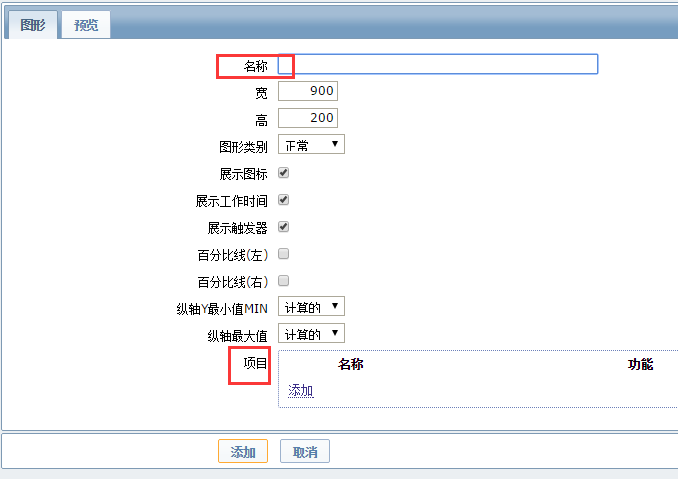 图形 预览
名称
宽 900
高 200
图形类别 正常
展示图标
展示工作时间
展示触发器
百分比线(左)
百分比线(右)
纵轴Y最小值MIN 计算的
纵轴最大值 计算的
项目 名称 功能
添加
添加 取消